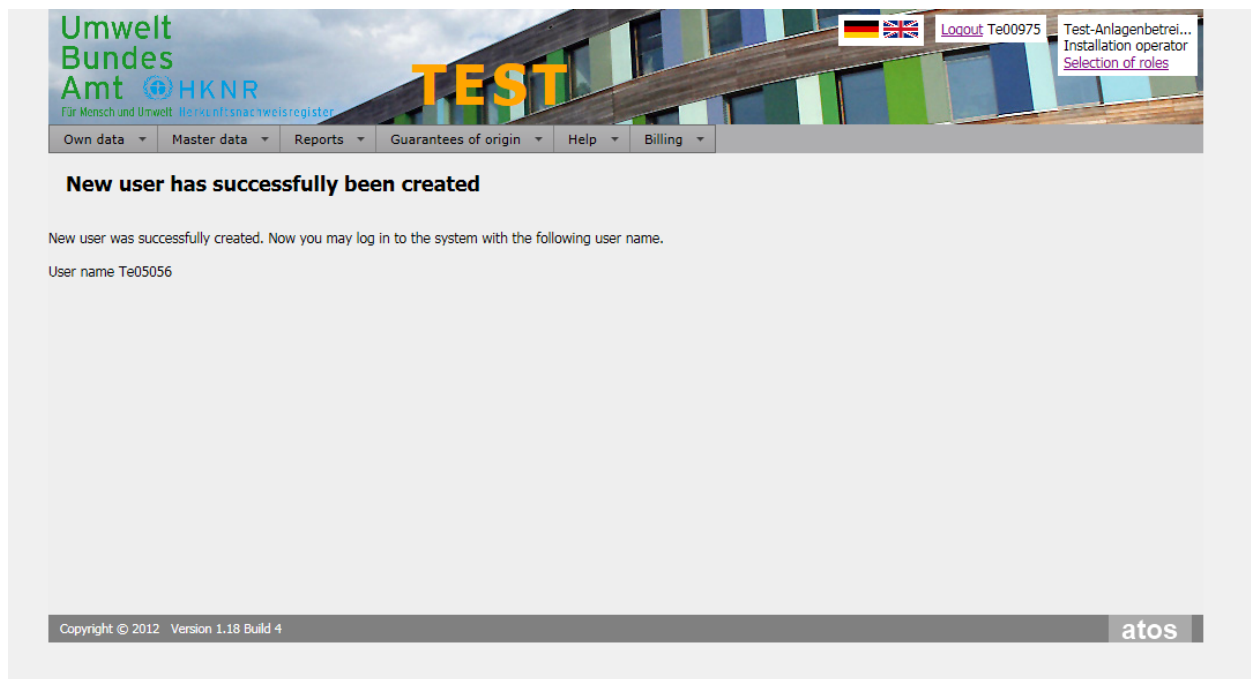 Umwelt
Bundes
Amt HKNR
Für Mensch und Umwelt Herkunftsnachweisregister
TEST
Logout Te00975
Test-Anlagenbetrei...
Installation operator
Selection of roles
Own data Master data Reports Guarantees of origin Help Billing
New user has successfully been created
New user was successfully created. Now you may log in to the system with the following user name.
User name Te05056
Copyright © 2012 Version 1.18 Build 4
atos